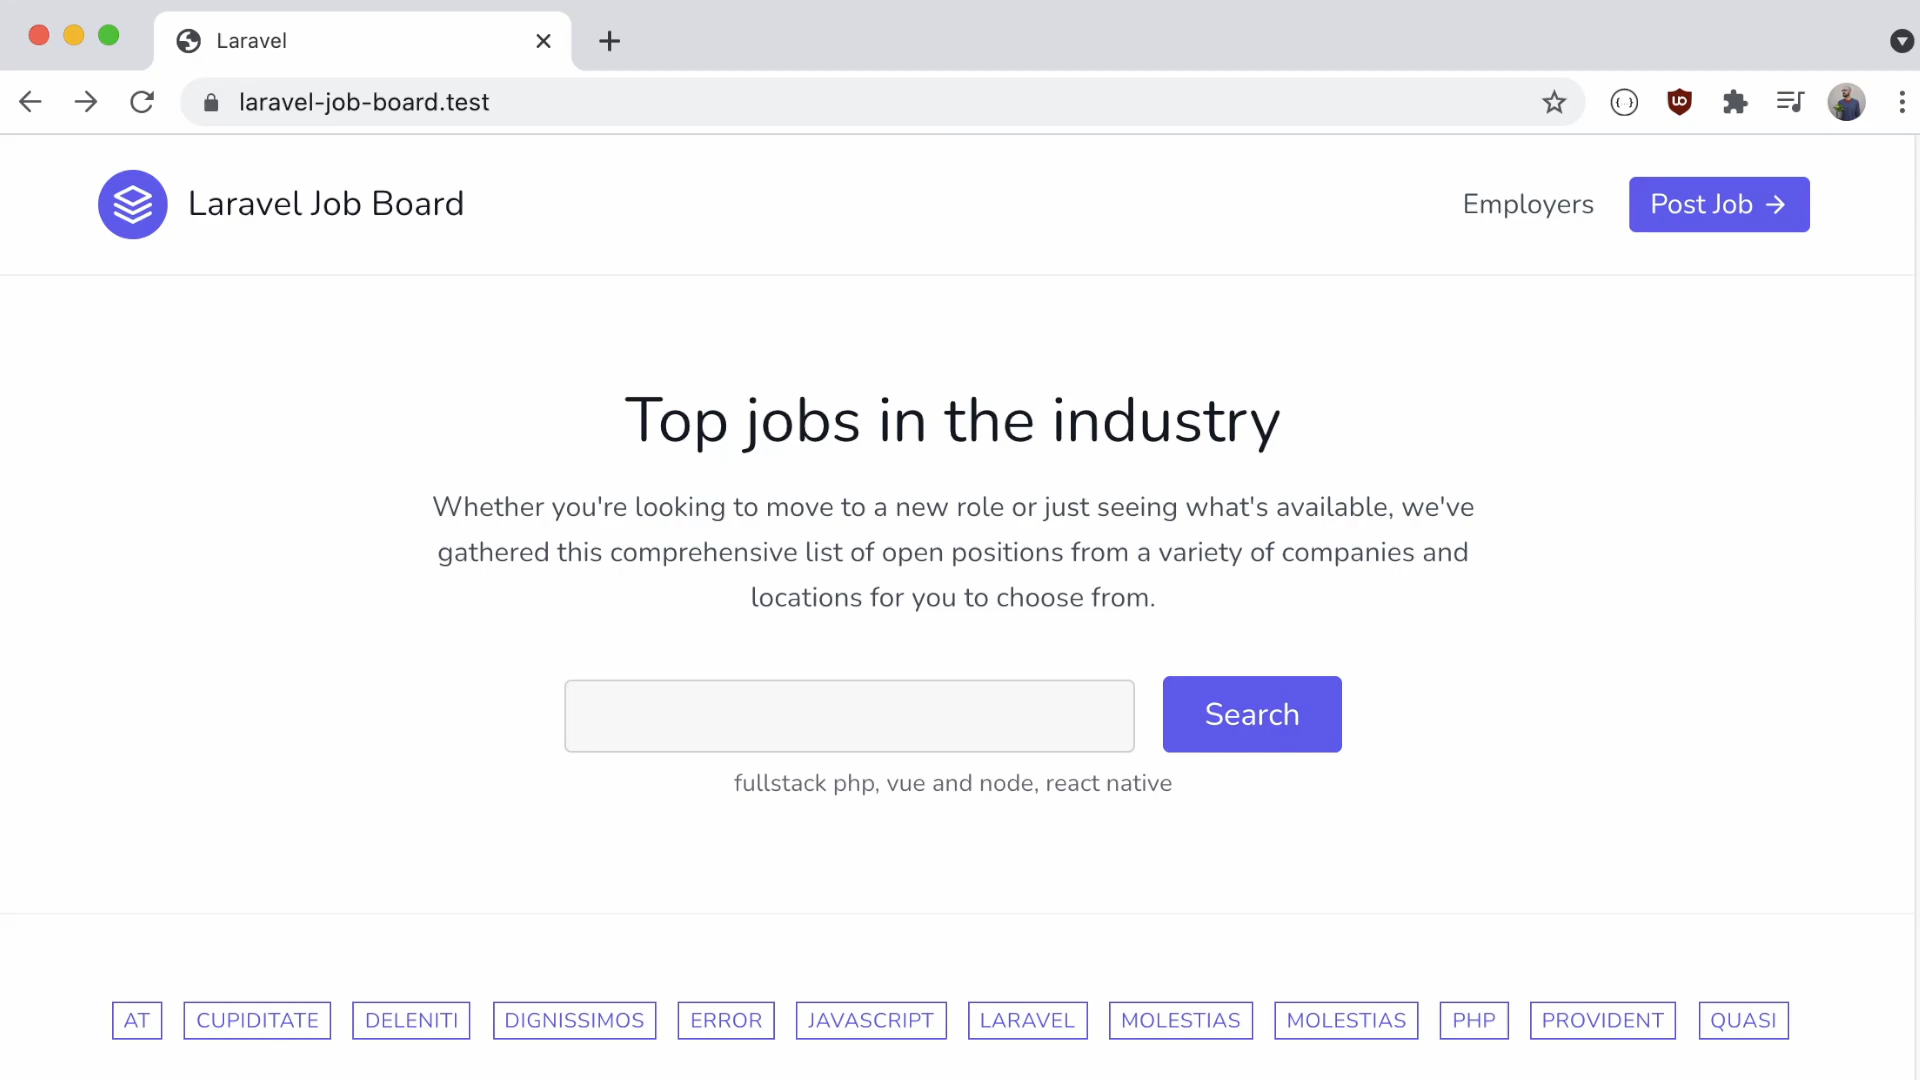 Laravel
laravel-job-board.test
Laravel Job Board
Employers
Post Job →
Top jobs in the industry
Whether you're looking to move to a new role or just seeing what's available, we've
gathered this comprehensive list of open positions from a variety of companies and
locations for you to choose from.
Search
fullstack php, vue and node, react native
AT CUPIDITATE DELENITI DIGNISSIMOS ERROR JAVASCRIPT LARAVEL MOLESTIAS MOLESTIAS PHP PROVIDENT QUASI